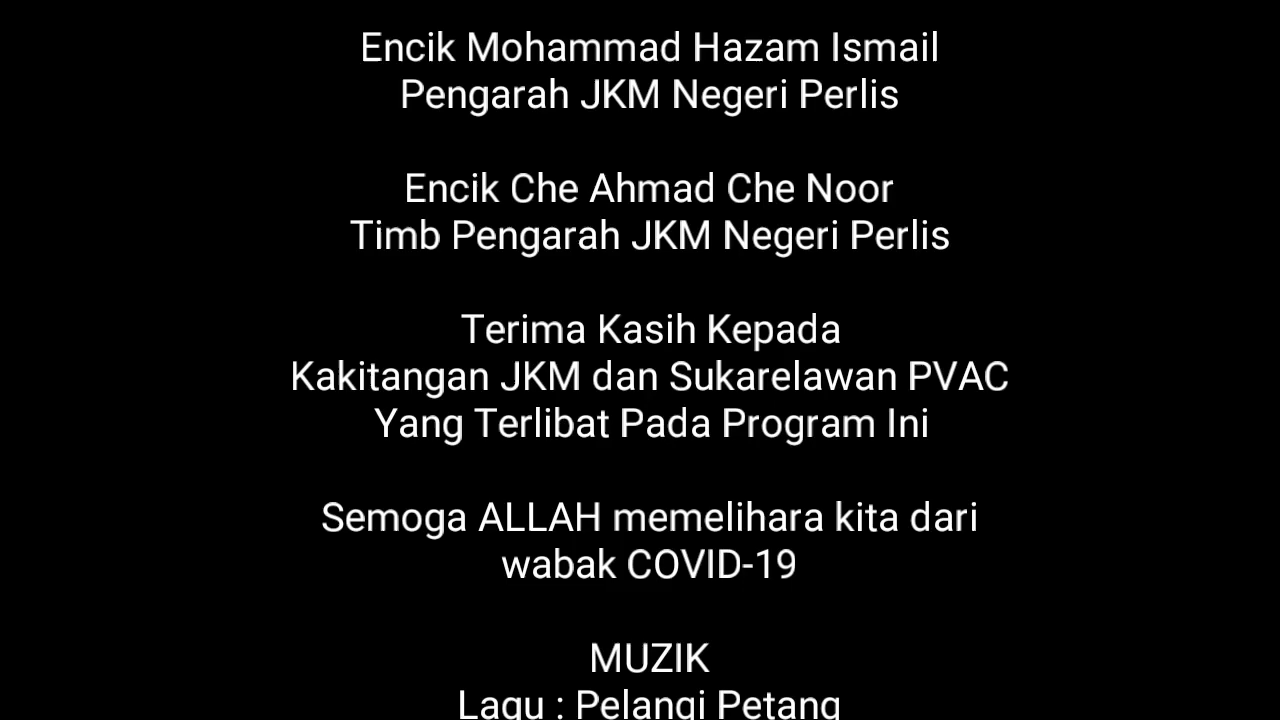 Encik Mohammad Hazam Ismail
Pengarah JKM Negeri Perlis
Encik Che Ahmad Che Noor
Timb Pengarah JKM Negeri Perlis
Terima Kasih Kepada
Kakitangan JKM dan Sukarelawan PVAC
Yang Terlibat Pada Program Ini
Semoga ALLAH memelihara kita dari
wabak COVID-19
MUZIK
Lagu : Pelangi Petang